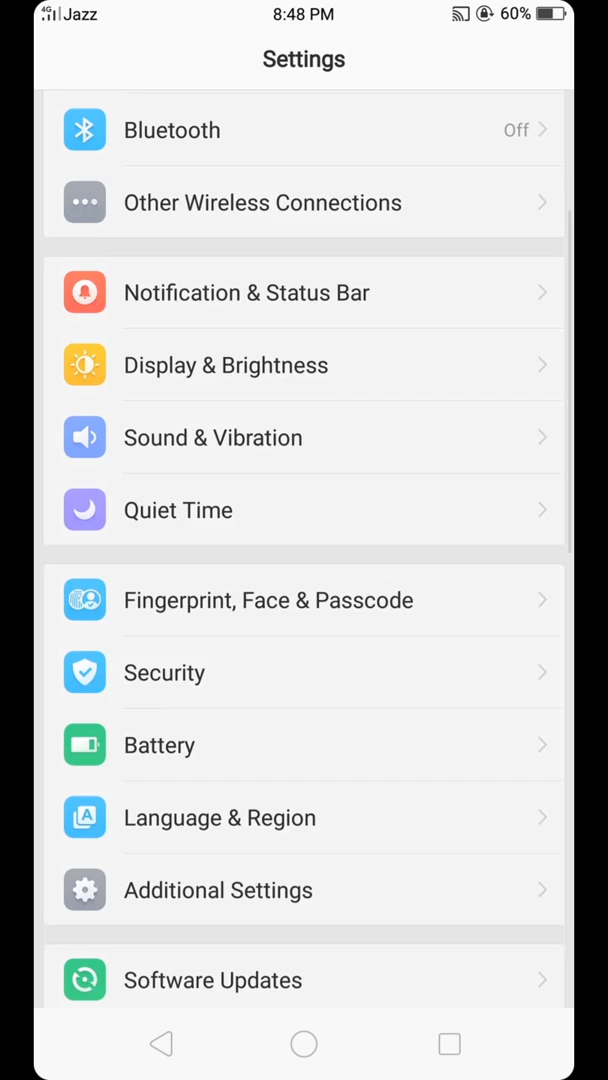 4G Jazz 8:48 PM 60%
Settings
Bluetooth Off
Other Wireless Connections
Notification & Status Bar
Display & Brightness
Sound & Vibration
Quiet Time
Fingerprint, Face & Passcode
Security
Battery
A Language & Region
Additional Settings
Software Updates